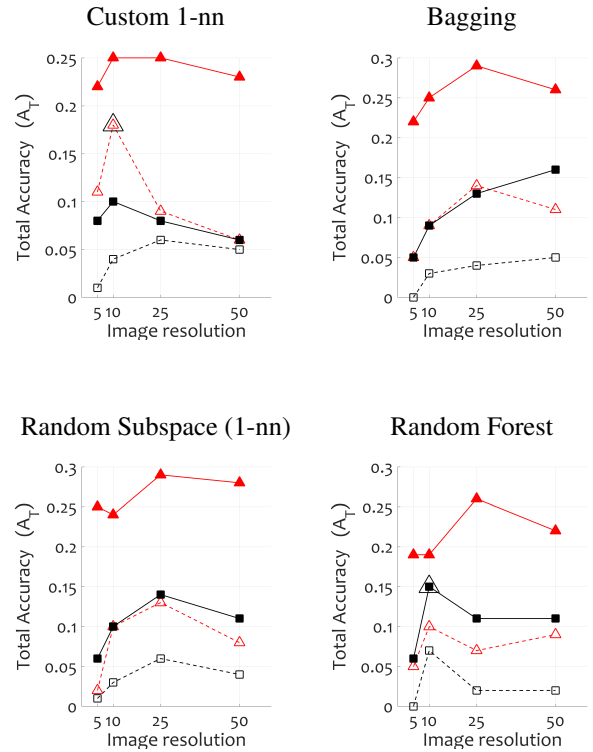 Custom 1-nn
0.25
0.2
0.15
0.1
0.05
0
Total Accuracy (A_T)
5 10 25 50
Image resolution
Bagging
0.3
0.25
0.2
0.15
0.1
0.05
0
Total Accuracy (A_T)
5 10 25 50
Image resolution
Random Subspace (1-nn)
0.3
0.25
0.2
0.15
0.1
0.05
0
Total Accuracy (A_T)
5 10 25 50
Image resolution
Random Forest
0.3
0.25
0.2
0.15
0.1
0.05
0
Total Accuracy (A_T)
5 10 25 50
Image resolution